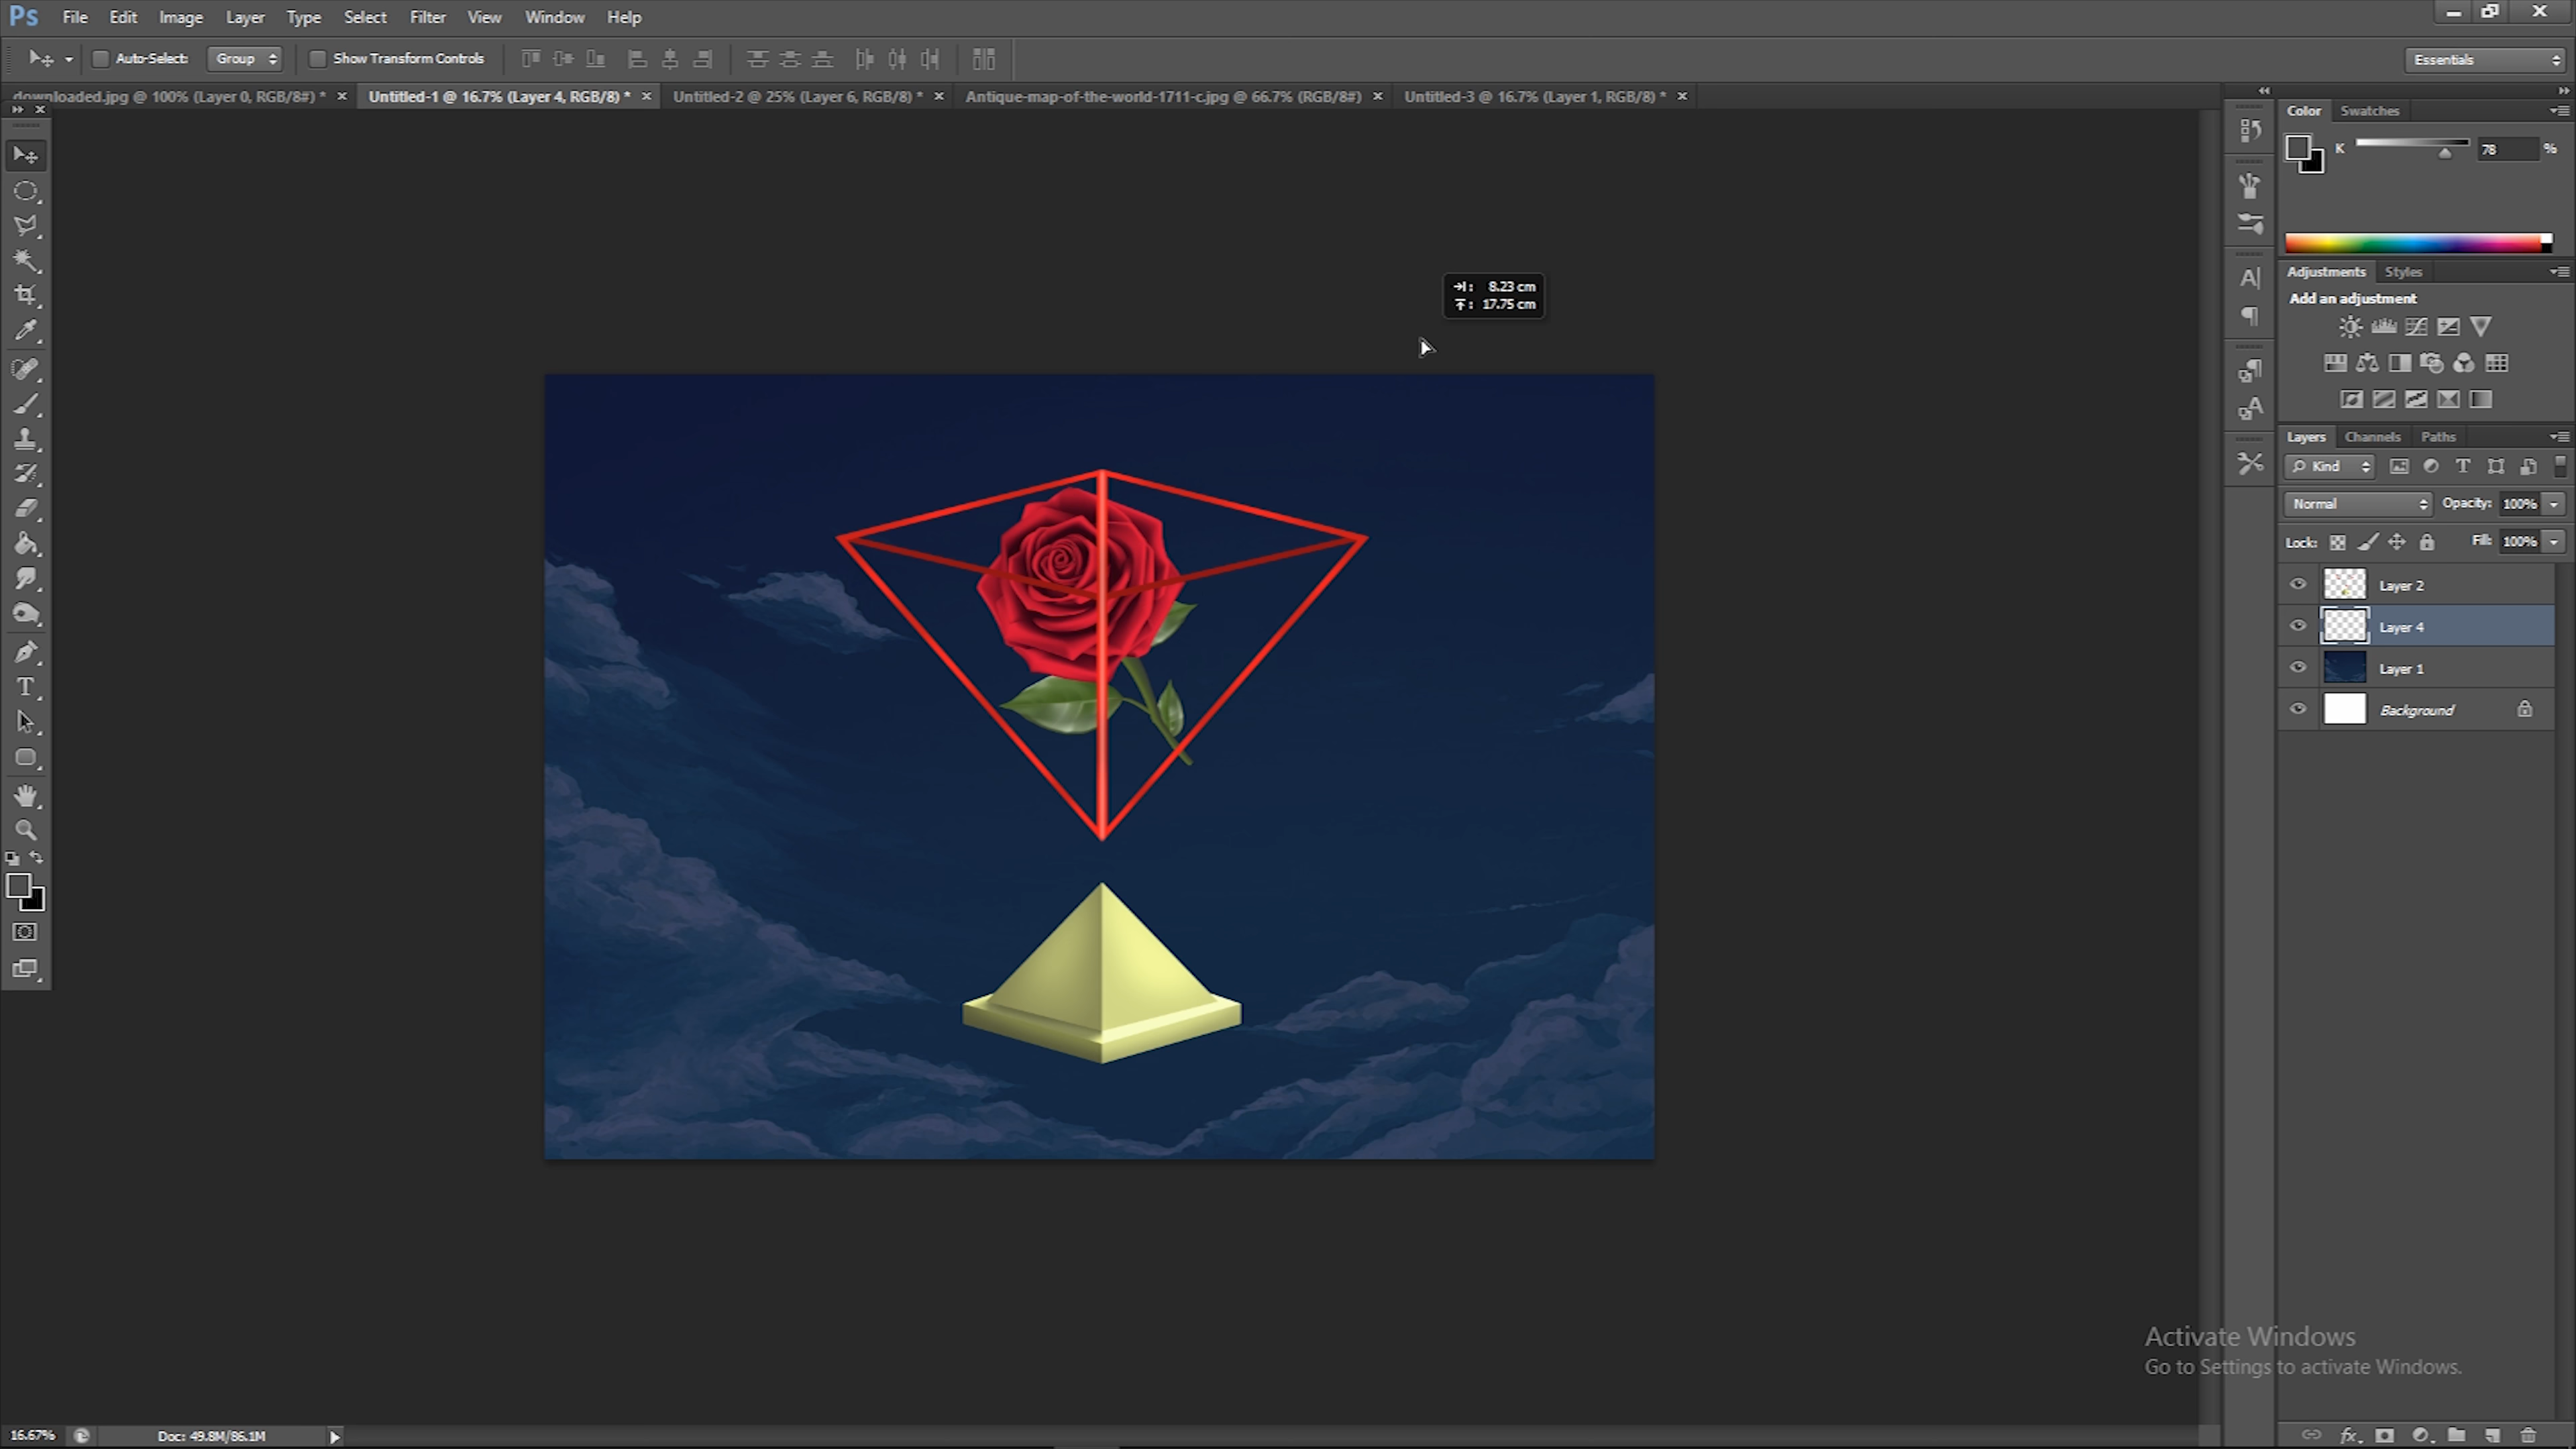 Ps File Edit Image Layer Type Select Filter View Window Help
Auto-Select: Group Show Transform Controls Essentials
downloaded.jpg @ 100% (Layer 0, RGB/8#) * × Untitled-1 @ 16.7% (Layer 4, RGB/8) * × Untitled-2 @ 25% (Layer 6, RGB/8) * × Antique-map-of-the-world-1711-c.jpg @ 66.7% (RGB/8#) × Untitled-3 @ 16.7% (Layer 1, RGB/8) * ×
Color Swatches
K 78 %
Adjustments Styles
Add an adjustment
8.23 cm
17.75 cm
Layers Channels Paths
Kind
Normal Opacity: 100%
Lock: Fill: 100%
Layer 2
Layer 4
Layer 1
Background
Activate Windows
Go to Settings to activate Windows.
16.67% Doc: 49.8M/86.1M